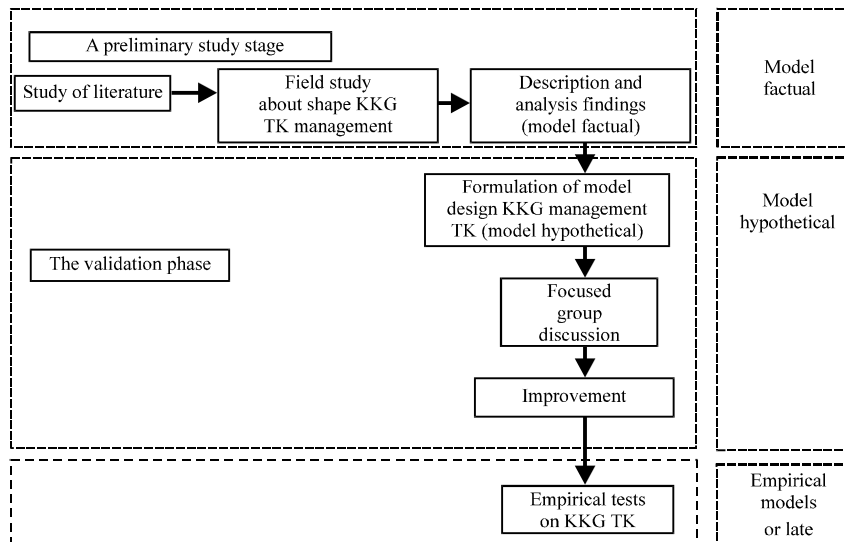 A preliminary study stage
Study of literature
Field study
about shape KKG
TK management
Description and
analysis findings
(model factual)
Model
factual
Formulation of model
design KKG management
TK (model hypothetical)
Model
hypothetical
The validation phase
Focused
group
discussion
Improvement
Empirical tests
on KKG TK
Empirical
models
or late